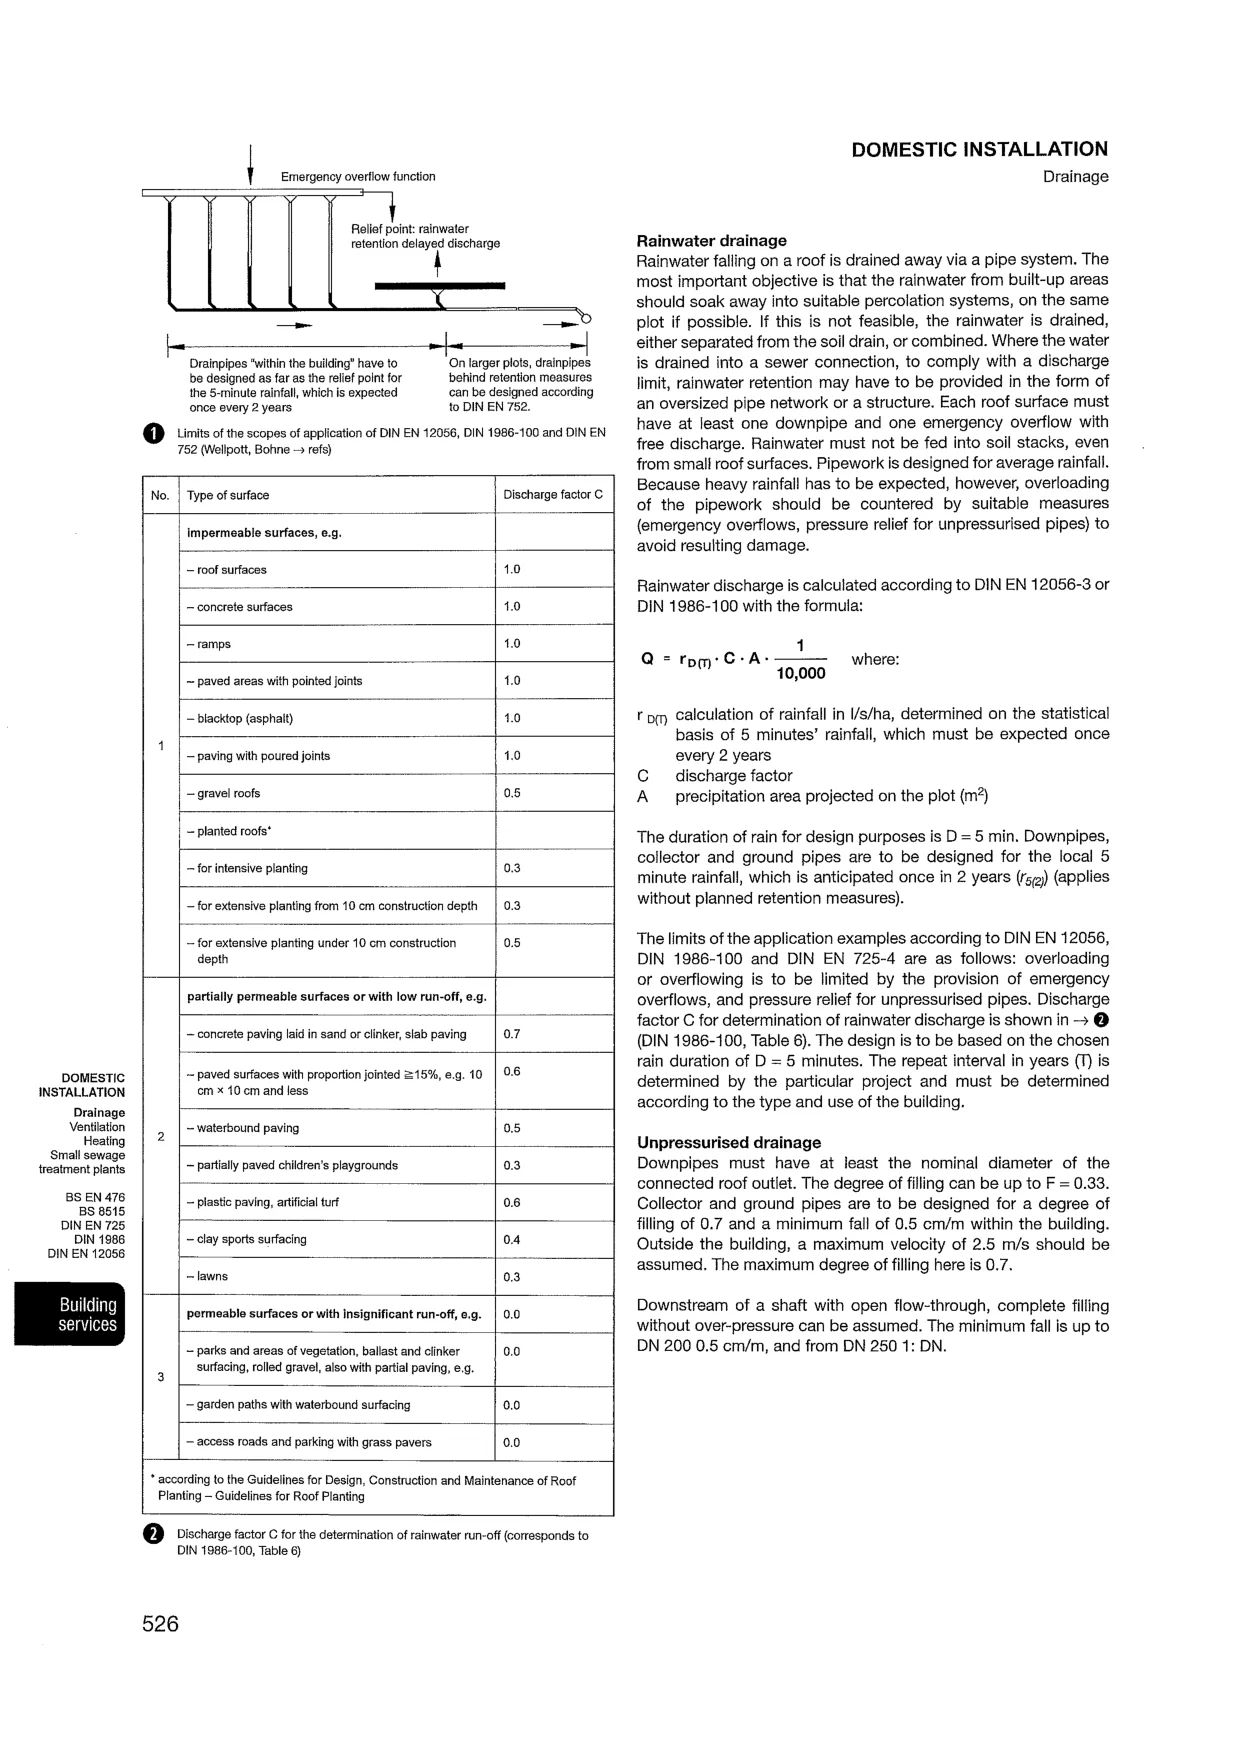 DOMESTIC INSTALLATION
Drainage
Emergency overflow function
Relief point: rainwater
retention delayed discharge
Drainpipes "within the building" have to
be designed as far as the relief point for
the 5-minute rainfall, which is expected
once every 2 years
On larger plots, drainpipes
behind retention measures
can be designed according
to DIN EN 752.
1 Limits of the scopes of application of DIN EN 12056, DIN 1986-100 and DIN EN
752 (Wellpott, Bohne → refs)
No. Type of surface Discharge factor C
1
impermeable surfaces, e.g.
– roof surfaces 1.0
– concrete surfaces 1.0
– ramps 1.0
– paved areas with pointed joints 1.0
– blacktop (asphalt) 1.0
– paving with poured joints 1.0
– gravel roofs 0.5
– planted roofs*
– for intensive planting 0.3
– for extensive planting from 10 cm construction depth 0.3
– for extensive planting under 10 cm construction 0.5
depth
2
partially permeable surfaces or with low run-off, e.g.
– concrete paving laid in sand or clinker, slab paving 0.7
– paved surfaces with proportion jointed ≧15%, e.g. 10 0.6
cm × 10 cm and less
– waterbound paving 0.5
– partially paved children's playgrounds 0.3
– plastic paving, artificial turf 0.6
– clay sports surfacing 0.4
– lawns 0.3
3
permeable surfaces or with insignificant run-off, e.g. 0.0
– parks and areas of vegetation, ballast and clinker 0.0
surfacing, rolled gravel, also with partial paving, e.g.
– garden paths with waterbound surfacing 0.0
– access roads and parking with grass pavers 0.0
* according to the Guidelines for Design, Construction and Maintenance of Roof
Planting – Guidelines for Roof Planting
2 Discharge factor C for the determination of rainwater run-off (corresponds to
DIN 1986-100, Table 6)
Rainwater drainage
Rainwater falling on a roof is drained away via a pipe system. The
most important objective is that the rainwater from built-up areas
should soak away into suitable percolation systems, on the same
plot if possible. If this is not feasible, the rainwater is drained,
either separated from the soil drain, or combined. Where the water
is drained into a sewer connection, to comply with a discharge
limit, rainwater retention may have to be provided in the form of
an oversized pipe network or a structure. Each roof surface must
have at least one downpipe and one emergency overflow with
free discharge. Rainwater must not be fed into soil stacks, even
from small roof surfaces. Pipework is designed for average rainfall.
Because heavy rainfall has to be expected, however, overloading
of the pipework should be countered by suitable measures
(emergency overflows, pressure relief for unpressurised pipes) to
avoid resulting damage.
Rainwater discharge is calculated according to DIN EN 12056-3 or
DIN 1986-100 with the formula:
Q = r D(T) · C · A · 1/10,000 where:
r D(T) calculation of rainfall in l/s/ha, determined on the statistical
basis of 5 minutes' rainfall, which must be expected once
every 2 years
C discharge factor
A precipitation area projected on the plot (m²)
The duration of rain for design purposes is D = 5 min. Downpipes,
collector and ground pipes are to be designed for the local 5
minute rainfall, which is anticipated once in 2 years (r5(2)) (applies
without planned retention measures).
The limits of the application examples according to DIN EN 12056,
DIN 1986-100 and DIN EN 725-4 are as follows: overloading
or overflowing is to be limited by the provision of emergency
overflows, and pressure relief for unpressurised pipes. Discharge
factor C for determination of rainwater discharge is shown in → 2
(DIN 1986-100, Table 6). The design is to be based on the chosen
rain duration of D = 5 minutes. The repeat interval in years (T) is
determined by the particular project and must be determined
according to the type and use of the building.
Unpressurised drainage
Downpipes must have at least the nominal diameter of the
connected roof outlet. The degree of filling can be up to F = 0.33.
Collector and ground pipes are to be designed for a degree of
filling of 0.7 and a minimum fall of 0.5 cm/m within the building.
Outside the building, a maximum velocity of 2.5 m/s should be
assumed. The maximum degree of filling here is 0.7.
Downstream of a shaft with open flow-through, complete filling
without over-pressure can be assumed. The minimum fall is up to
DN 200 0.5 cm/m, and from DN 250 1: DN.
DOMESTIC
INSTALLATION
Drainage
Ventilation
Heating
Small sewage
treatment plants
BS EN 476
BS 8515
DIN EN 725
DIN 1986
DIN EN 12056
Building
services
526